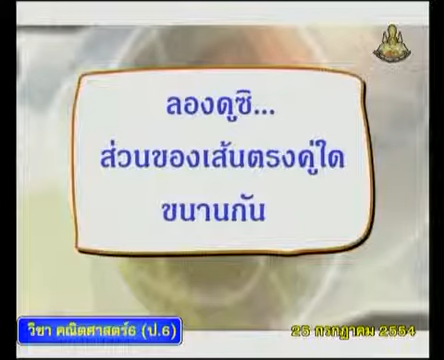 ลองดูซิ...
ส่วนของเส้นตรงคู่ใด
ขนานกัน
วิชา คณิตศาสตร์6 (ป.6)
25 กรกฎาคม 2554